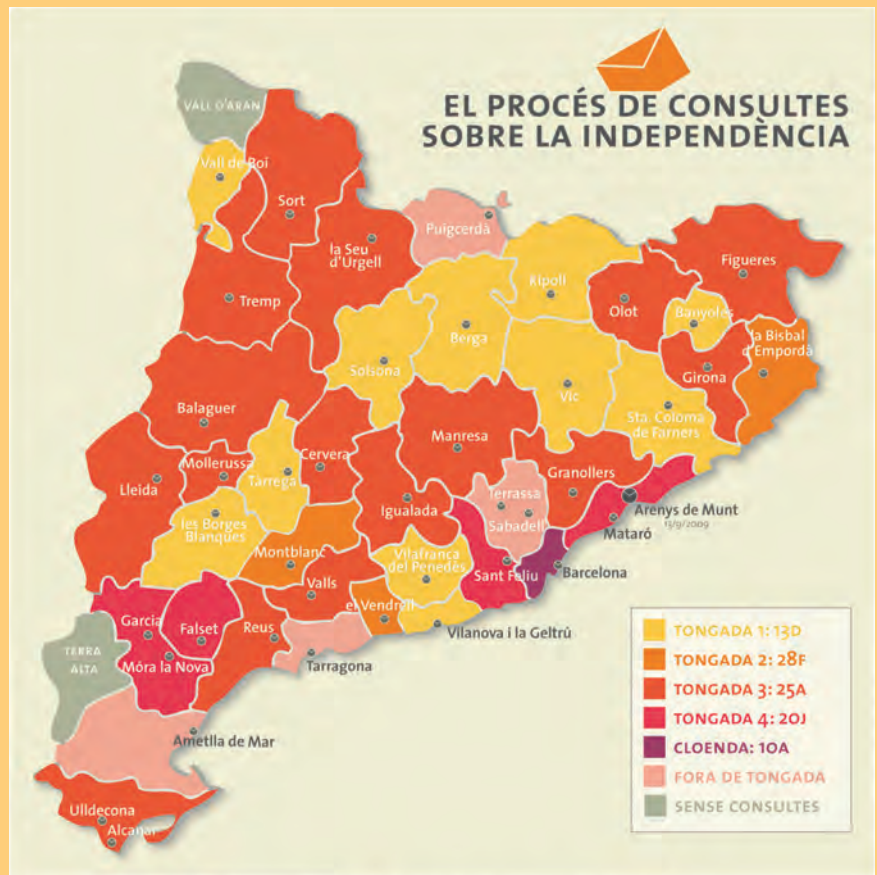 EL PROCÉS DE CONSULTES
SOBRE LA INDEPENDÈNCIA
VALL D'ARAN
Vall de Boí
Sort
Puigcerdà
la Seu
d'Urgell
Figueres
Ripoll
Tremp
Olot
Banyoles
la Bisbal
d'Empordà
Berga
Solsona
Girona
Vic
Balaguer
Sta. Coloma
de Farners
Manresa
Cervera
Mollerussa
Granollers
Tàrrega
Lleida
Terrassa
Igualada
Arenys de Munt
13/9/2009
Sabadell
les Borges
Blanques
Mataró
Montblanc
Vilafranca
del Penedès
Sant Feliu
Barcelona
Valls
el Vendrell
Garcia
Falset
Reus
Vilanova i la Geltrú
TERRA
ALTA
Móra la Nova
Tarragona
Ametlla de Mar
Ulldecona
Alcanar
TONGADA 1: 13D
TONGADA 2: 28F
TONGADA 3: 25A
TONGADA 4: 20J
CLOENDA: 10A
FORA DE TONGADA
SENSE CONSULTES